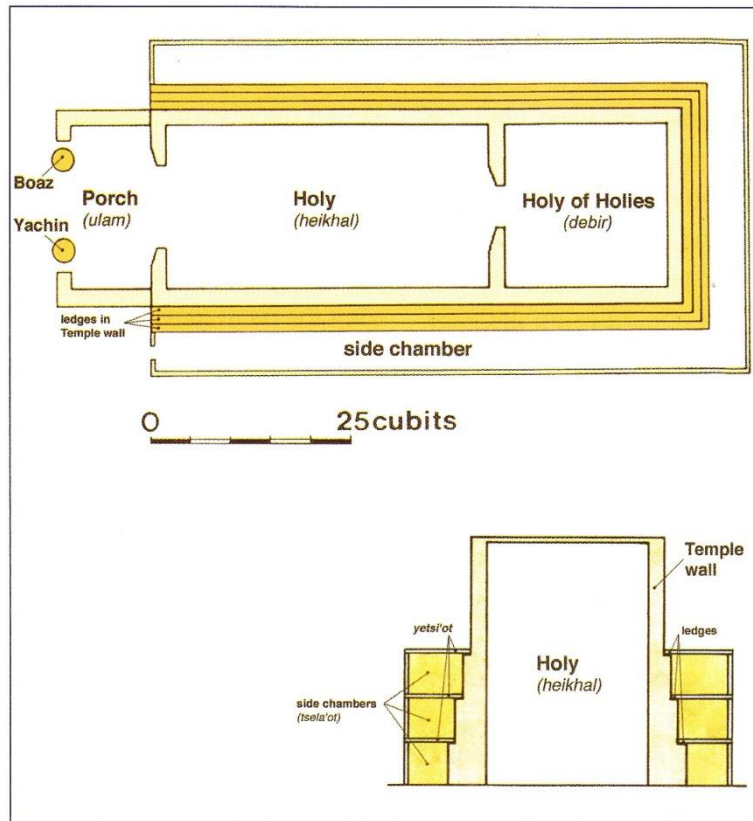 Boaz
Porch
(ulam)
Yachin
Holy
(heikhal)
Holy of Holies
(debir)
ledges in
Temple wall
side chamber
0 25cubits
Temple
wall
yetsi'ot
ledges
Holy
(heikhal)
side chambers
(tsela'ot)